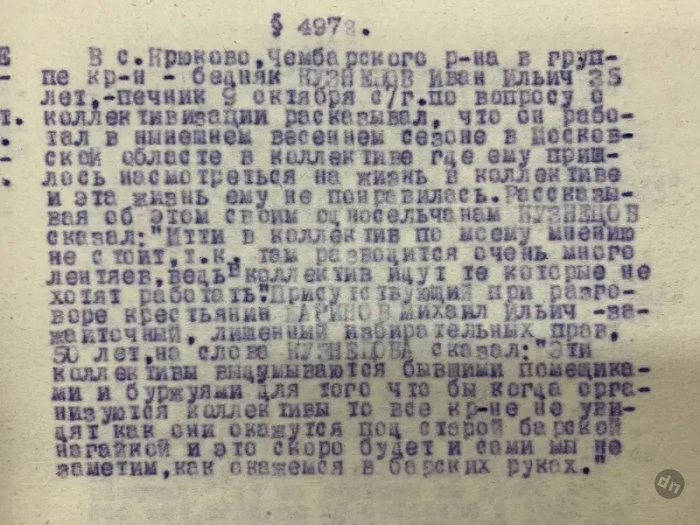 § 4972.
В с.Крюково,Чембарского р-на в груп-
пе кр-н - бедняк КУЗНЕЦОВ Иван Ильич 35
лет,-печник 9 октября с/г.по вопросу о
коллективизации рассказывал, что он рабо-
тал в нынешнем весеннем сезоне в Москов-
ской области в коллективе где ему приш-
лось насмотреться на жизнь в коллективе
и эта жизнь ему не понравилась.Рассказы-
вая об этом своим односельчанам КУЗНЕЦОВ
сказал:"Итти в коллектив по моему мнению
не стоит,т.к. там разводится очень много
лентяев,ведь в коллектив идут те которые не
хотят работать".Присутствующий при разго-
воре крестьянин КАРИНОВ Михаил Ильич -за-
житочный, лишенный избирательных прав,
50 лет,на слова КУЗНЕЦОВА сказал:"Эти
коллективы выдумываются бывшими помещика-
ми и буржуями для того что бы когда орга-
низуются коллективы то все кр-не не уви-
дят как они окажутся под старой барской
нагайкой и это скоро будет и сами мы не
заметим,как окажемся в барских руках."
Е
т.
dn